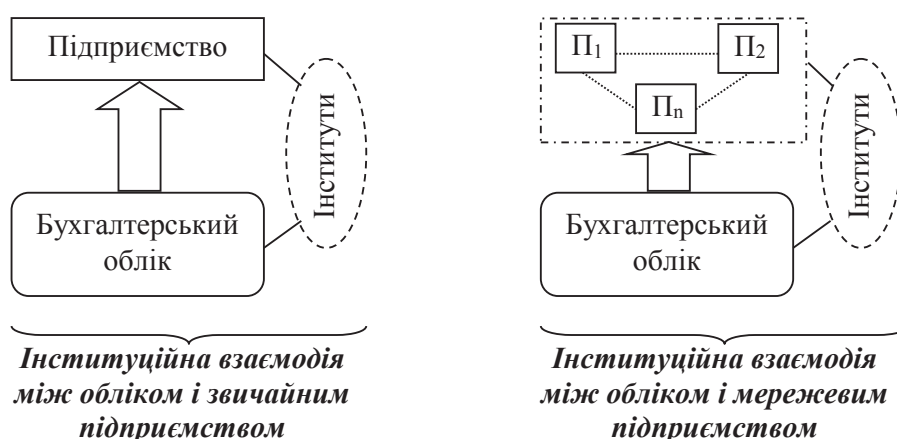 Підприємство
Інститути
Бухгалтерський
облік
Інституційна взаємодія
між обліком і звичайним
підприємством
П1
П2
Пn
Інститути
Бухгалтерський
облік
Інституційна взаємодія
між обліком і мережевим
підприємством